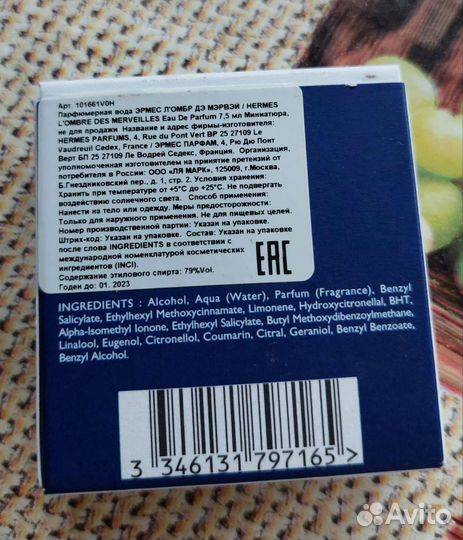 Арт. 101661V0H
Парфюмерная вода ЭРМЕС Л'ОМБР ДЭ МЭРВЭЙ / HERMES
L'OMBRE DES MERVEILLES Eau De Parfum 7,5 мл Миниатюра,
не для продажи Название и адрес фирмы-изготовителя:
HERMES PARFUMS, 4, Rue du Pont Vert BP 25 27109 Le
Vaudreuil Cedex, France / ЭРМЕС ПАРФАМ, 4, Рю Дю Понт
Верт БП 25 27109 Ле Водрей Седекс, Франция. Организация,
уполномоченная изготовителем на принятие претензий от
потребителя в России: ООО «ЛЯ МАРК», 125009, г.Москва,
Б.Гнездниковский пер., д. 1, стр. 2. Условия хранения:
Хранить при температуре от +5°С до +25°С. Не подвергать
воздействию солнечного света. Способ применения:
Нанести на тело или одежду. Меры предосторожности:
Только для наружного применения. Не для пищевых целей.
Номер производственной партии: Указан на упаковке.
Штрих-код: Указан на упаковке. Состав: Указан на упаковке
после слова INGREDIENTS в соответствии с
международной номенклатурой косметических
ингредиентов (INCI).
Содержание этилового спирта: 79%Vol.
Годен до: 01. 2023
EAC
INGREDIENTS : Alcohol, Aqua (Water), Parfum (Fragrance), Benzyl
Salicylate, Ethylhexyl Methoxycinnamate, Limonene, Hydroxycitronellal, BHT,
Alpha-Isomethyl Ionone, Ethylhexyl Salicylate, Butyl Methoxydibenzoylmethane,
Linalool, Eugenol, Citronellol, Coumarin, Citral, Geraniol, Benzyl Benzoate,
Benzyl Alcohol.
3 346131 797165 >
Avito